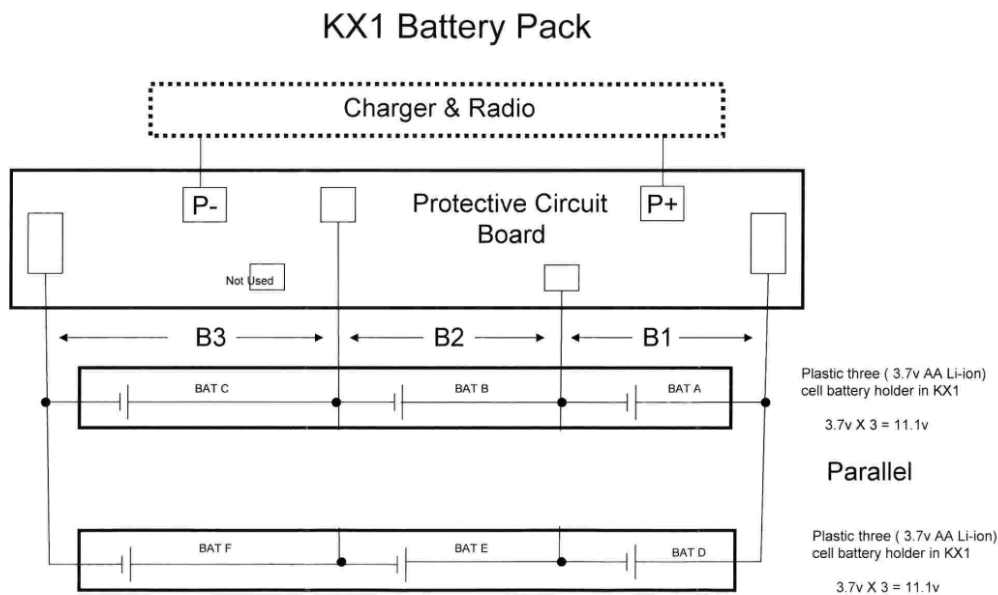 KX1 Battery Pack
Charger & Radio
P-
Protective Circuit
Board
P+
Not Used
B3
B2
B1
BAT C
BAT B
BAT A
Plastic three ( 3.7v AA Li-ion)
cell battery holder in KX1
3.7v X 3 = 11.1v
Parallel
BAT F
BAT E
BAT D
Plastic three ( 3.7v AA Li-ion)
cell battery holder in KX1
3.7v X 3 = 11.1v